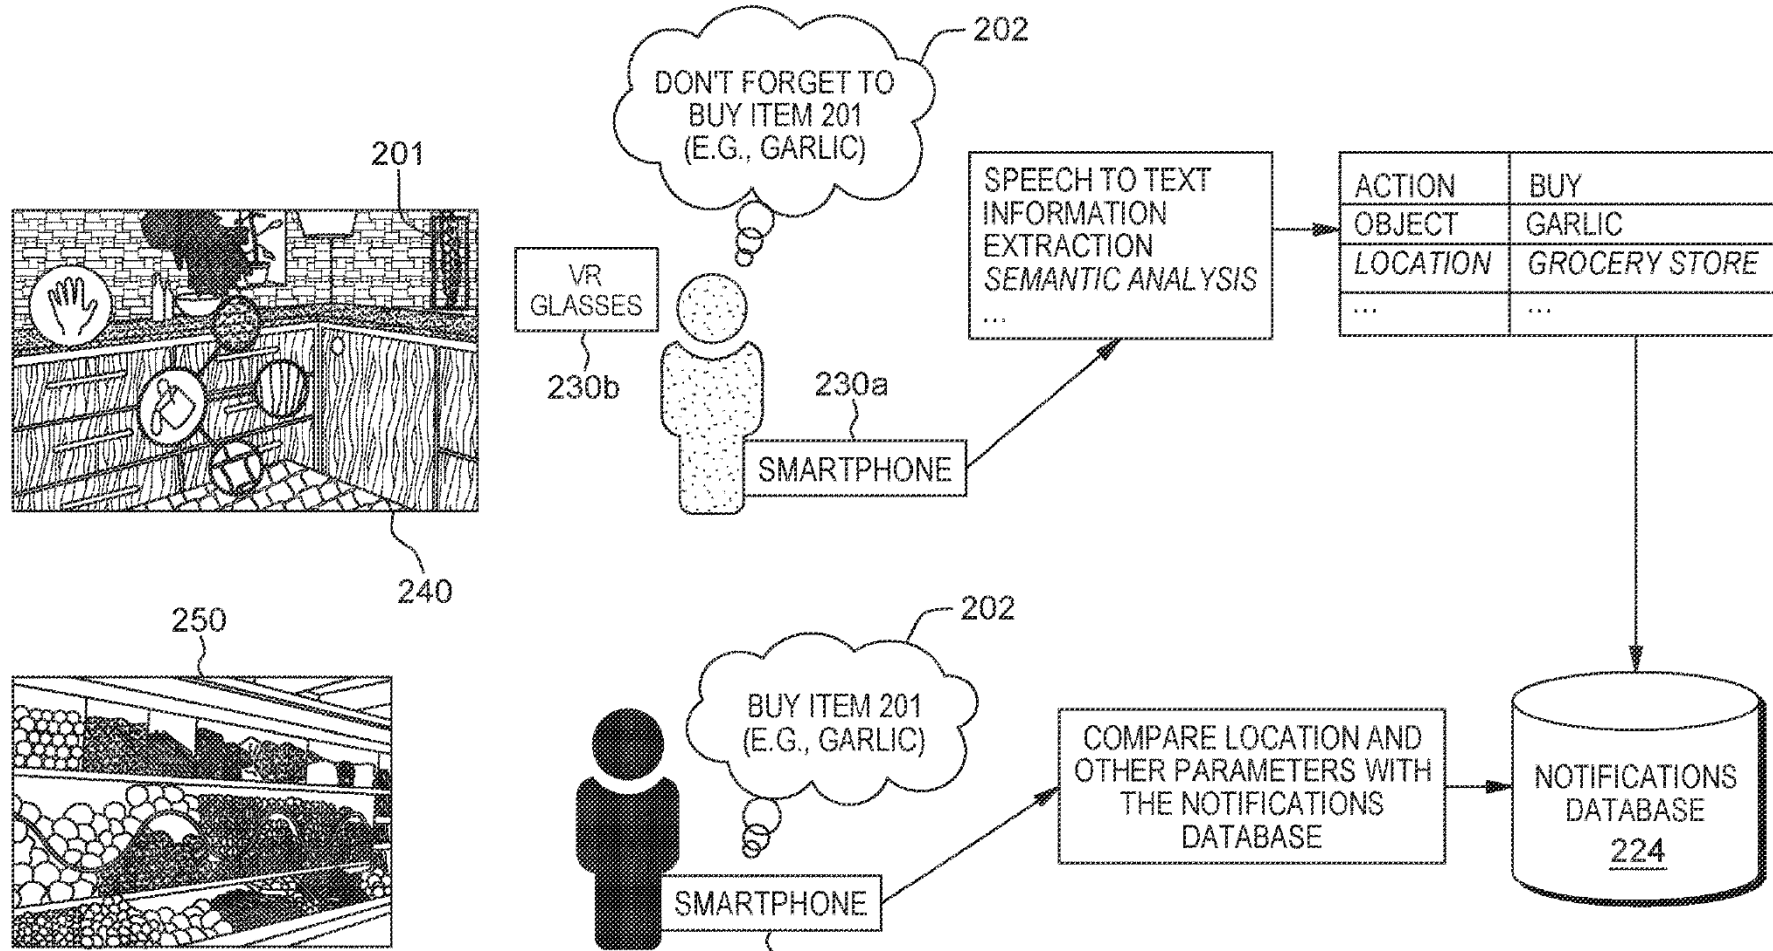 202
DON'T FORGET TO
BUY ITEM 201
(E.G., GARLIC)
201
VR
GLASSES
230b
SPEECH TO TEXT
INFORMATION
EXTRACTION
SEMANTIC ANALYSIS
...
ACTION BUY
OBJECT GARLIC
LOCATION GROCERY STORE
... ...
230a
SMARTPHONE
240
250
202
BUY ITEM 201
(E.G., GARLIC)
SMARTPHONE
COMPARE LOCATION AND
OTHER PARAMETERS WITH
THE NOTIFICATIONS
DATABASE
NOTIFICATIONS
DATABASE
224